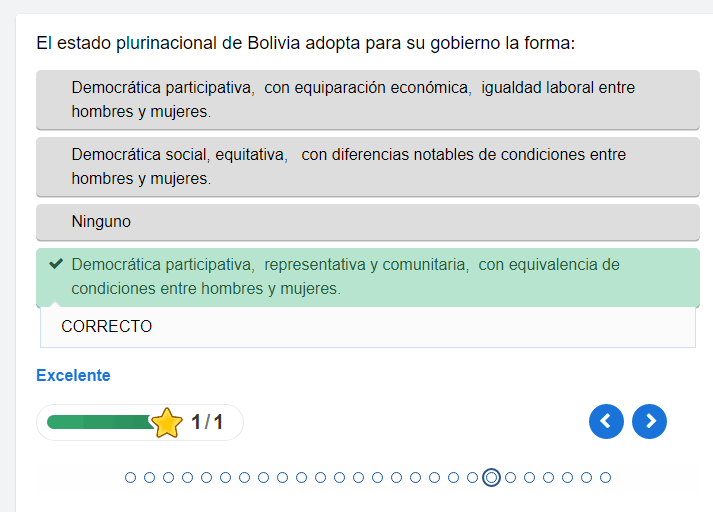 El estado plurinacional de Bolivia adopta para su gobierno la forma:
Democrática participativa, con equiparación económica, igualdad laboral entre
hombres y mujeres.
Democrática social, equitativa, con diferencias notables de condiciones entre
hombres y mujeres.
Ninguno
Democrática participativa, representativa y comunitaria, con equivalencia de
condiciones entre hombres y mujeres.
CORRECTO
Excelente
1/1